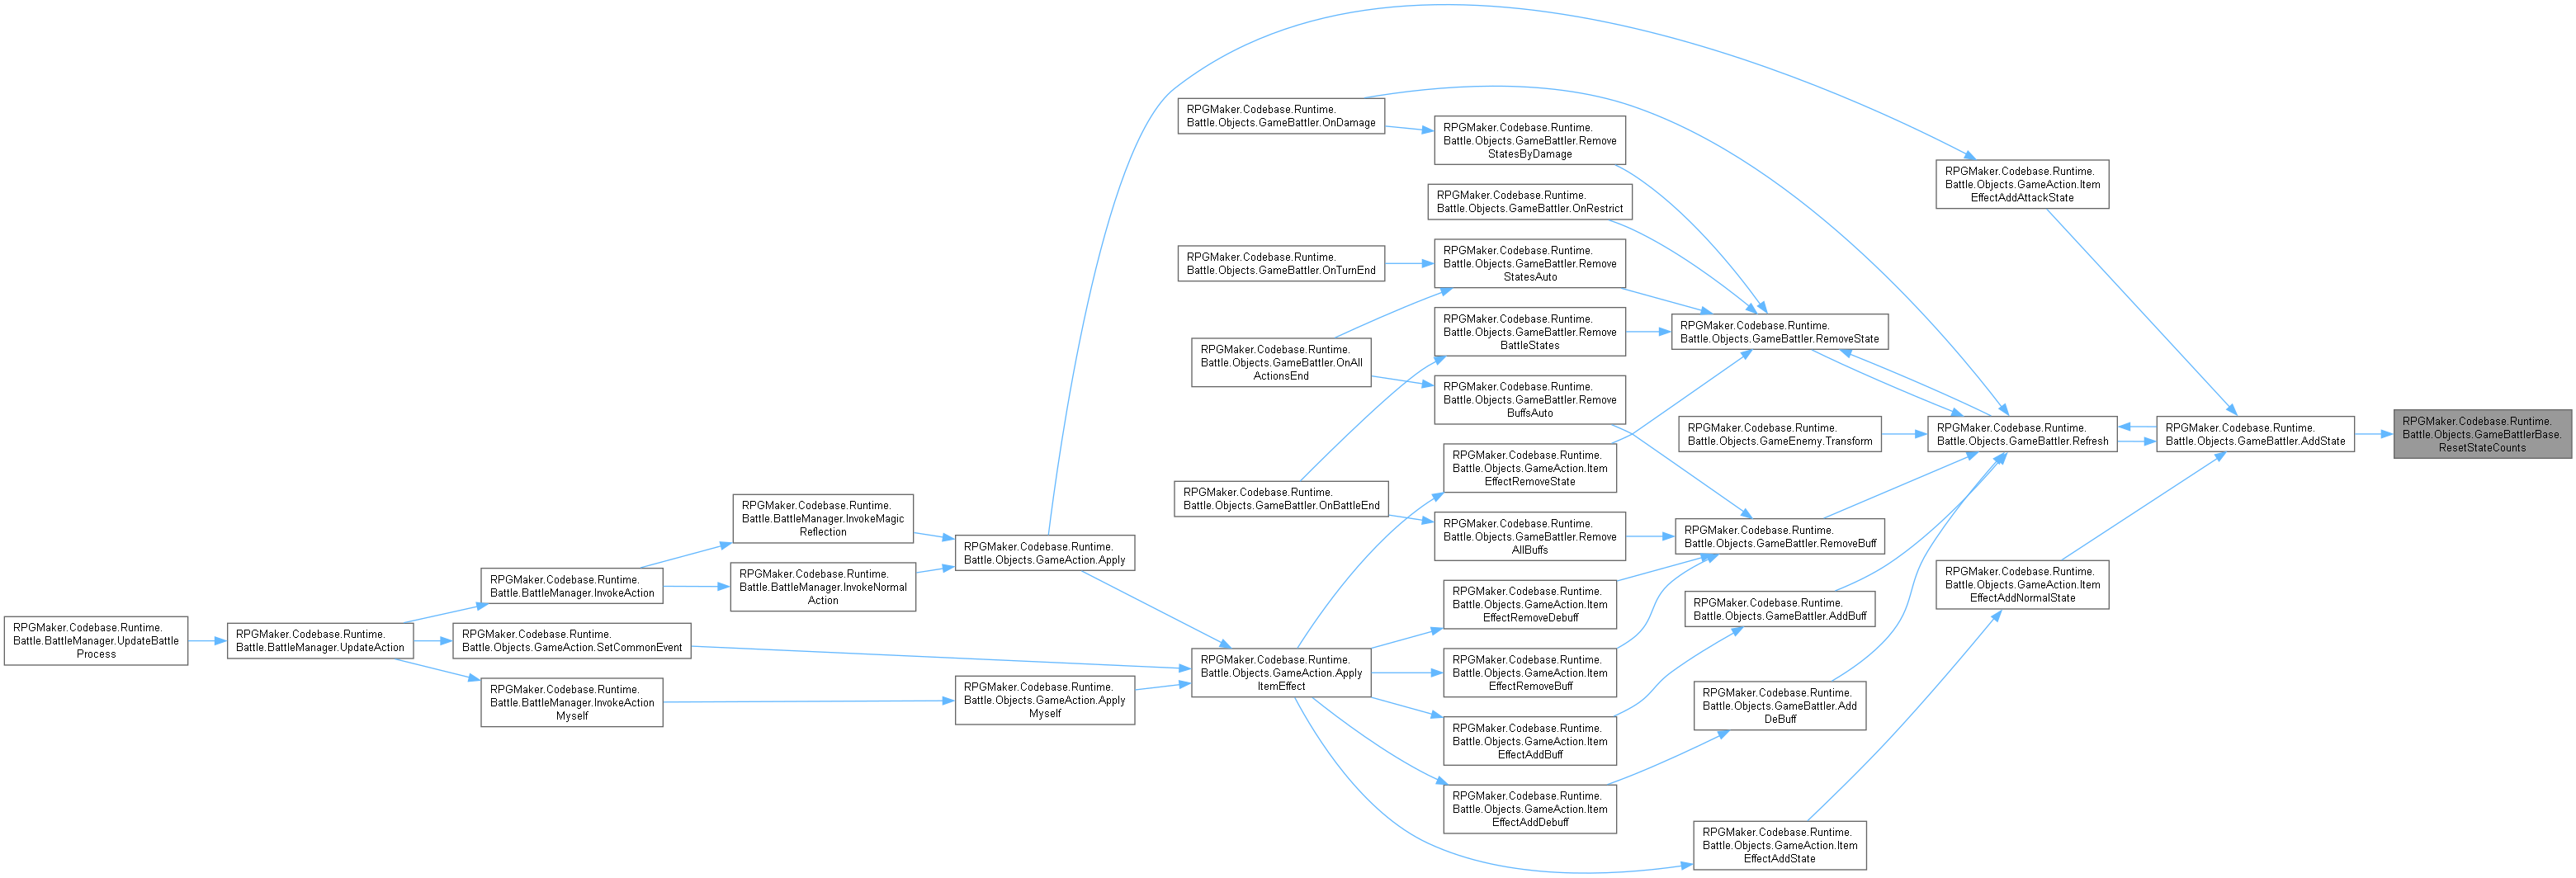 RPGMaker.Codebase.Runtime.
Battle.BattleManager.UpdateBattle
Process
RPGMaker.Codebase.Runtime.
Battle.BattleManager.UpdateAction
RPGMaker.Codebase.Runtime.
Battle.BattleManager.InvokeAction
RPGMaker.Codebase.Runtime.
Battle.Objects.GameAction.SetCommonEvent
RPGMaker.Codebase.Runtime.
Battle.BattleManager.InvokeAction
Myself
RPGMaker.Codebase.Runtime.
Battle.BattleManager.InvokeMagic
Reflection
RPGMaker.Codebase.Runtime.
Battle.BattleManager.InvokeNormal
Action
RPGMaker.Codebase.Runtime.
Battle.Objects.GameAction.Apply
RPGMaker.Codebase.Runtime.
Battle.Objects.GameAction.Apply
Myself
RPGMaker.Codebase.Runtime.
Battle.Objects.GameBattler.OnDamage
RPGMaker.Codebase.Runtime.
Battle.Objects.GameBattler.OnTurnEnd
RPGMaker.Codebase.Runtime.
Battle.Objects.GameBattler.OnAll
ActionsEnd
RPGMaker.Codebase.Runtime.
Battle.Objects.GameBattler.OnBattleEnd
RPGMaker.Codebase.Runtime.
Battle.Objects.GameAction.Apply
ItemEffect
RPGMaker.Codebase.Runtime.
Battle.Objects.GameBattler.Remove
StatesByDamage
RPGMaker.Codebase.Runtime.
Battle.Objects.GameBattler.OnRestrict
RPGMaker.Codebase.Runtime.
Battle.Objects.GameBattler.Remove
StatesAuto
RPGMaker.Codebase.Runtime.
Battle.Objects.GameBattler.Remove
BattleStates
RPGMaker.Codebase.Runtime.
Battle.Objects.GameBattler.Remove
BuffsAuto
RPGMaker.Codebase.Runtime.
Battle.Objects.GameAction.Item
EffectRemoveState
RPGMaker.Codebase.Runtime.
Battle.Objects.GameBattler.Remove
AllBuffs
RPGMaker.Codebase.Runtime.
Battle.Objects.GameAction.Item
EffectRemoveDebuff
RPGMaker.Codebase.Runtime.
Battle.Objects.GameAction.Item
EffectRemoveBuff
RPGMaker.Codebase.Runtime.
Battle.Objects.GameAction.Item
EffectAddBuff
RPGMaker.Codebase.Runtime.
Battle.Objects.GameAction.Item
EffectAddDebuff
RPGMaker.Codebase.Runtime.
Battle.Objects.GameBattler.RemoveState
RPGMaker.Codebase.Runtime.
Battle.Objects.GameEnemy.Transform
RPGMaker.Codebase.Runtime.
Battle.Objects.GameBattler.RemoveBuff
RPGMaker.Codebase.Runtime.
Battle.Objects.GameBattler.AddBuff
RPGMaker.Codebase.Runtime.
Battle.Objects.GameBattler.Add
DeBuff
RPGMaker.Codebase.Runtime.
Battle.Objects.GameAction.Item
EffectAddState
RPGMaker.Codebase.Runtime.
Battle.Objects.GameAction.Item
EffectAddAttackState
RPGMaker.Codebase.Runtime.
Battle.Objects.GameBattler.Refresh
RPGMaker.Codebase.Runtime.
Battle.Objects.GameAction.Item
EffectAddNormalState
RPGMaker.Codebase.Runtime.
Battle.Objects.GameBattler.AddState
RPGMaker.Codebase.Runtime.
Battle.Objects.GameBattlerBase.
ResetStateCounts